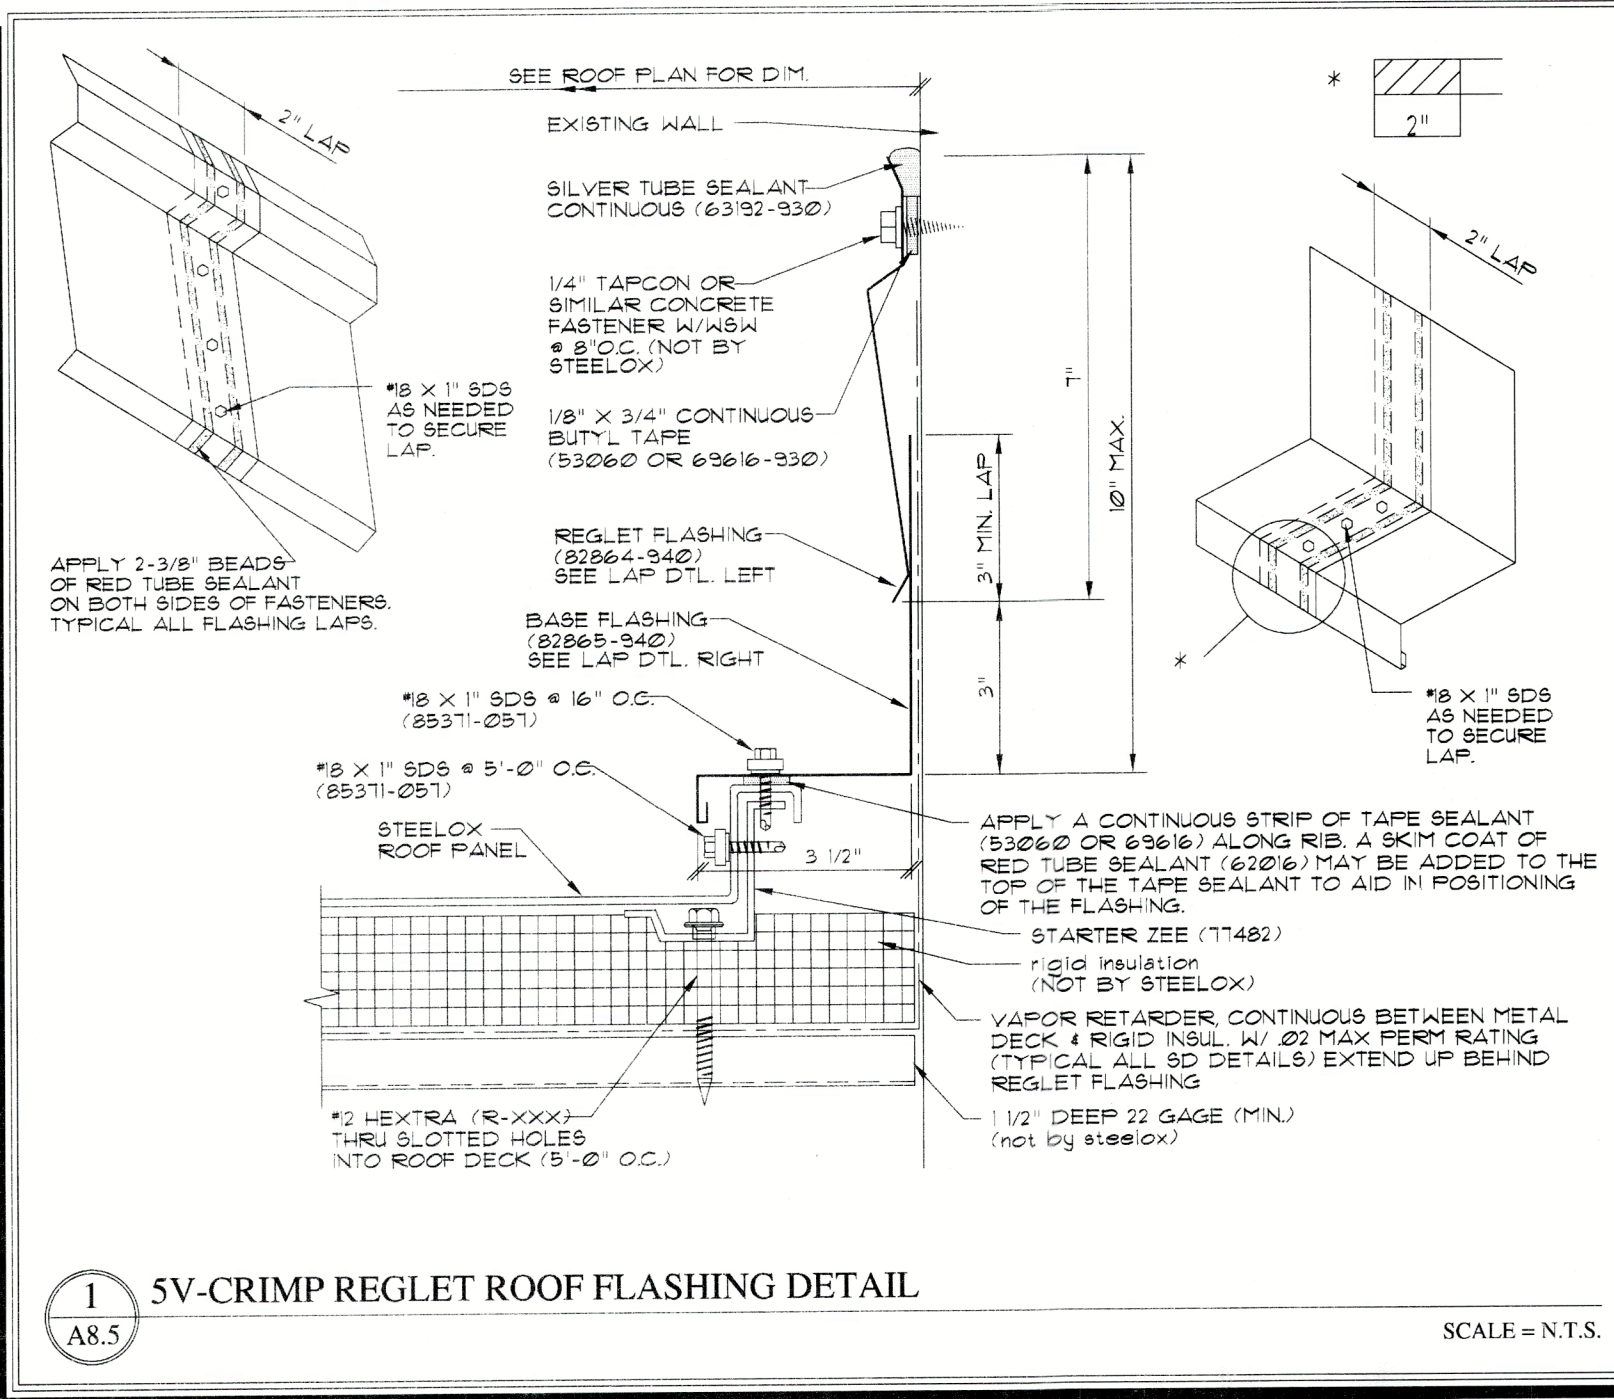 SEE ROOF PLAN FOR DIM.
*
2"
2" LAP
EXISTING WALL
SILVER TUBE SEALANT
CONTINUOUS (63192-930)
2" LAP
1/4" TAPCON OR
SIMILAR CONCRETE
FASTENER W/WSW
@ 8"O.C. (NOT BY
STEELOX)
7"
10" MAX.
#18 X 1" SDS
AS NEEDED
TO SECURE
LAP.
1/8" X 3/4" CONTINUOUS
BUTYL TAPE
(53060 OR 69616-930)
3" MIN. LAP
APPLY 2-3/8" BEADS
OF RED TUBE SEALANT
ON BOTH SIDES OF FASTENERS.
TYPICAL ALL FLASHING LAPS.
REGLET FLASHING
(82864-940)
SEE LAP DTL. LEFT
BASE FLASHING
(82865-940)
SEE LAP DTL. RIGHT
3"
*
#18 X 1" SDS
AS NEEDED
TO SECURE
LAP.
#18 X 1" SDS @ 16" O.C.
(85371-057)
#18 X 1" SDS @ 5'-0" O.C.
(85371-057)
STEELOX
ROOF PANEL
3 1/2"
APPLY A CONTINUOUS STRIP OF TAPE SEALANT
(53060 OR 69616) ALONG RIB. A SKIM COAT OF
RED TUBE SEALANT (62016) MAY BE ADDED TO THE
TOP OF THE TAPE SEALANT TO AID IN POSITIONING
OF THE FLASHING.
STARTER ZEE (77482)
rigid insulation
(NOT BY STEELOX)
VAPOR RETARDER, CONTINUOUS BETWEEN METAL
DECK & RIGID INSUL. W/ .02 MAX PERM RATING
(TYPICAL ALL SD DETAILS) EXTEND UP BEHIND
REGLET FLASHING
1 1/2" DEEP 22 GAGE (MIN.)
(not by steelox)
#12 HEXTRA (R-XXX)
THRU SLOTTED HOLES
INTO ROOF DECK (5'-0" O.C.)
1
A8.5
5V-CRIMP REGLET ROOF FLASHING DETAIL
SCALE = N.T.S.